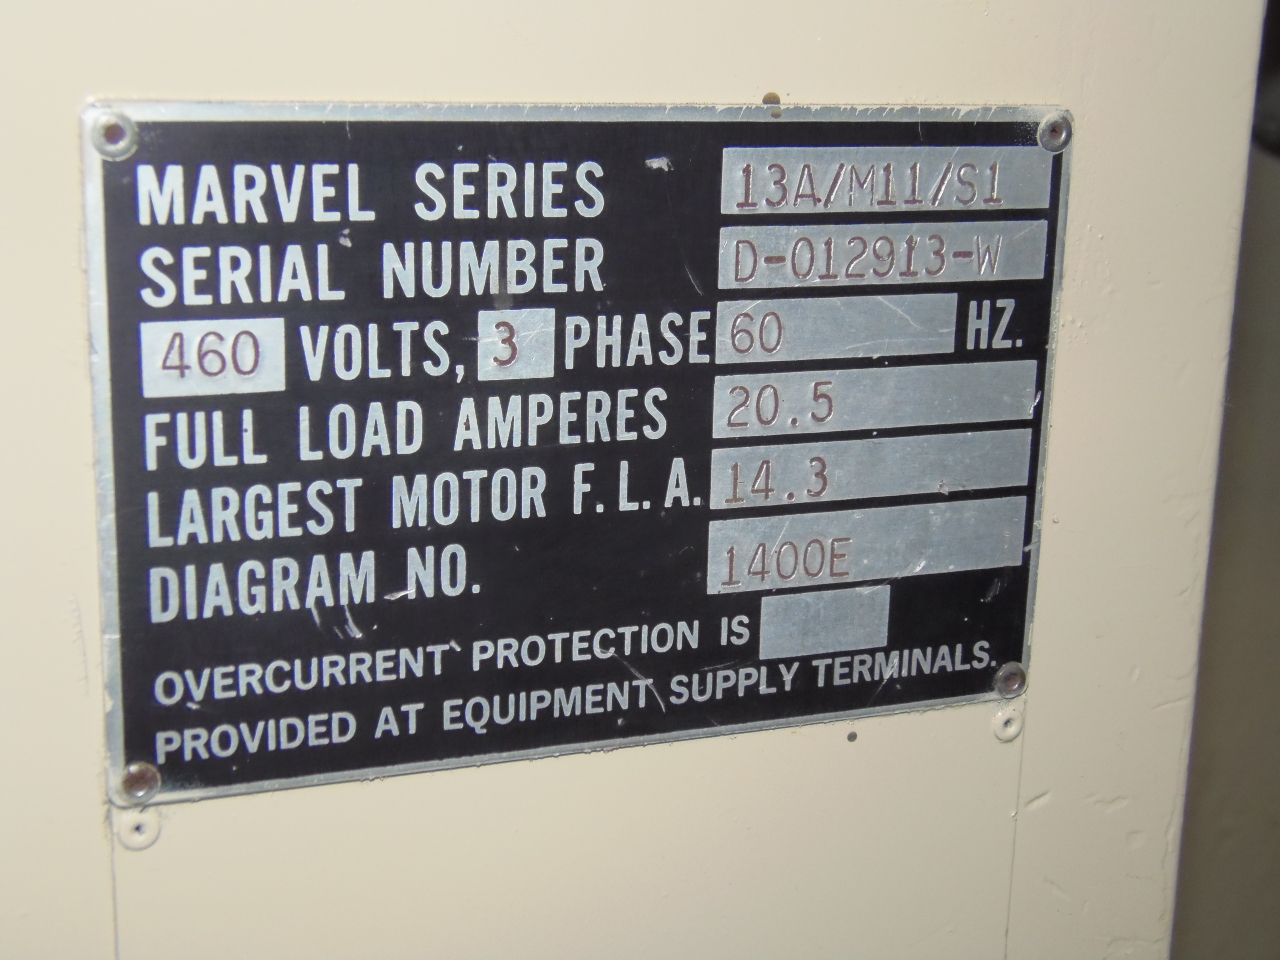 MARVEL SERIES 13A/M11/S1
SERIAL NUMBER D-012913-W
460 VOLTS, 3 PHASE 60 HZ.
FULL LOAD AMPERES 20.5
LARGEST MOTOR F.L.A. 14.3
DIAGRAM NO. 1400E
OVERCURRENT PROTECTION IS
PROVIDED AT EQUIPMENT SUPPLY TERMINALS.